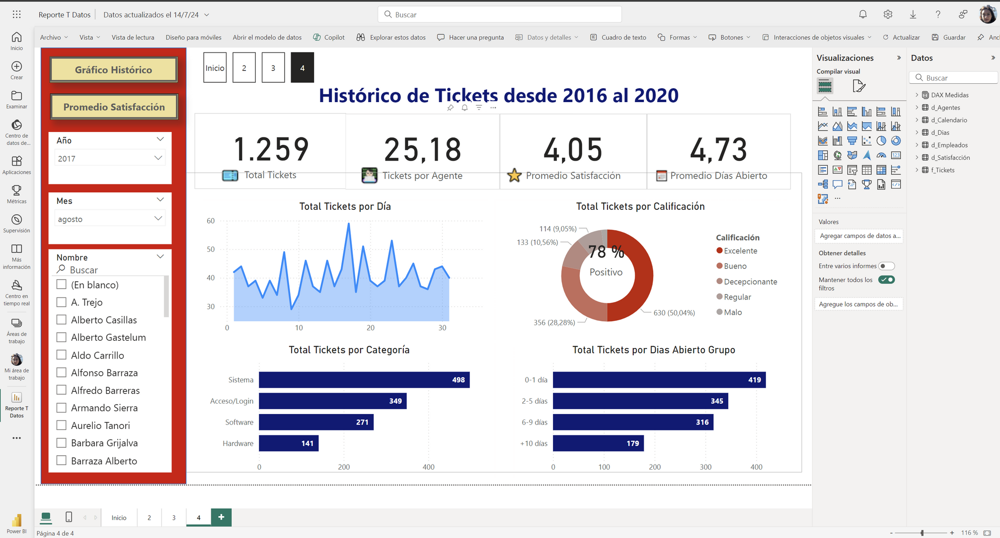 Reporte T Datos
Datos actualizados el 14/7/24
Buscar
Archivo
Vista
Vista de lectura
Diseño para móviles
Abrir el modelo de datos
Copilot
Explorar estos datos
Hacer una pregunta
Datos y detalles
Cuadro de texto
Formas
Botones
Interacciones de objetos visuales
Actualizar
Guardar
Anc
Inicio
Crear
Examinar
Centro de
datos de...
Aplicaciones
Métricas
Supervisión
Más
información
Centro en
tiempo real
Áreas de
trabajo
Mi área de
trabajo
Reporte T
Datos
Power BI
Gráfico Histórico
Promedio Satisfacción
Año
2017
Mes
agosto
Nombre
Buscar
(En blanco)
A. Trejo
Alberto Casillas
Alberto Gastelum
Aldo Carrillo
Alfonso Barraza
Alfredo Barreras
Armando Sierra
Aurelio Tanori
Barbara Grijalva
Barraza Alberto
Inicio
2
3
4
Histórico de Tickets desde 2016 al 2020
1.259
Total Tickets
25,18
Tickets por Agente
4,05
Promedio Satisfacción
4,73
Promedio Días Abierto
Total Tickets por Día
60
50
40
30
0
10
20
30
Total Tickets por Calificación
114 (9,05%)
133 (10,56%)
78 %
Positivo
630 (50,04%)
356 (28,28%)
Calificación
Excelente
Bueno
Decepcionante
Regular
Malo
Total Tickets por Categoría
Sistema
498
Acceso/Login
349
Software
271
Hardware
141
0
200
400
Total Tickets por Dias Abierto Grupo
0-1 día
419
2-5 días
345
6-9 días
316
+10 días
179
0
100
200
300
400
Visualizaciones
Compilar visual
123
Valores
Agregar campos de datos a...
Obtener detalles
Entre varios informes
Mantener todos los
filtros
Agregue los campos de ob...
Datos
Buscar
DAX Medidas
d_Agentes
d_Calendario
d_Dias
d_Empleados
d_Satisfacción
f_Tickets
Inicio
2
3
4
+
Página 4 de 4
- + 116 %